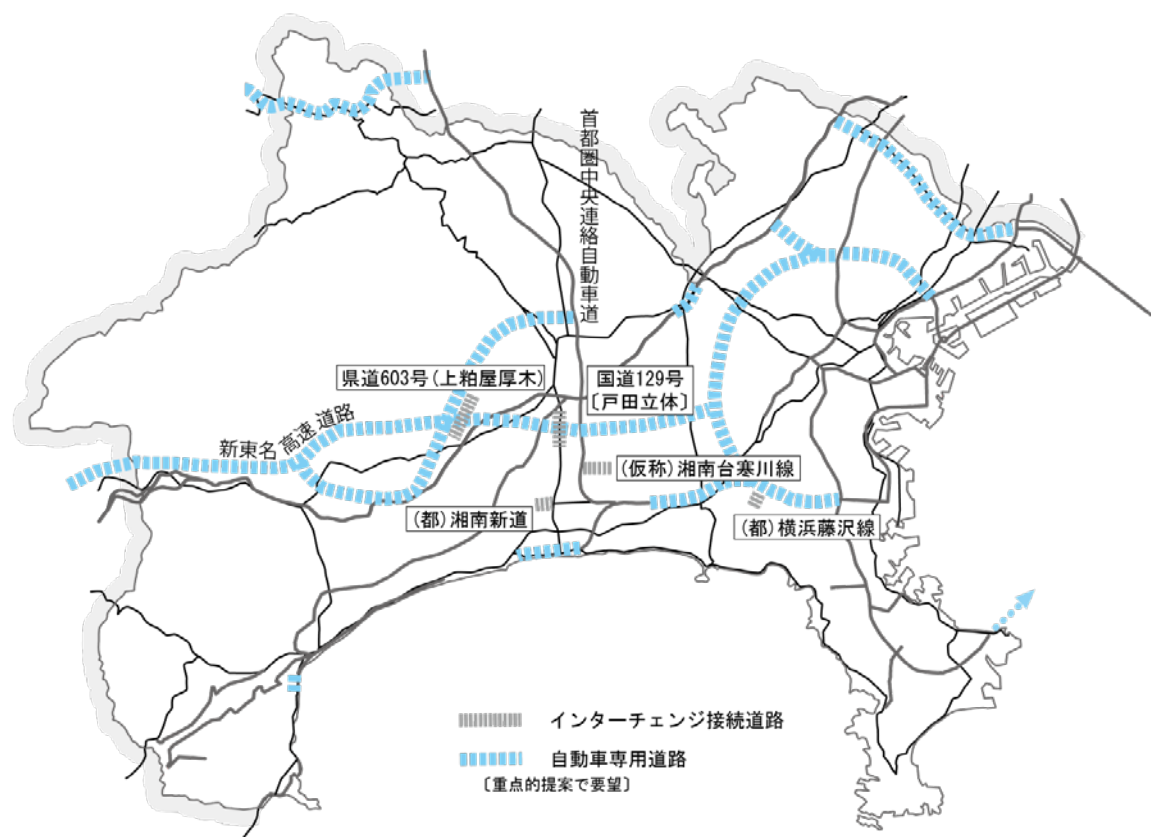 首都圏中央連絡自動車道
県道603号(上粕屋厚木)
国道129号
〔戸田立体〕
新東名高速道路
(仮称)湘南台寒川線
(都)湘南新道
(都)横浜藤沢線
インターチェンジ接続道路
自動車専用道路
〔重点的提案で要望〕